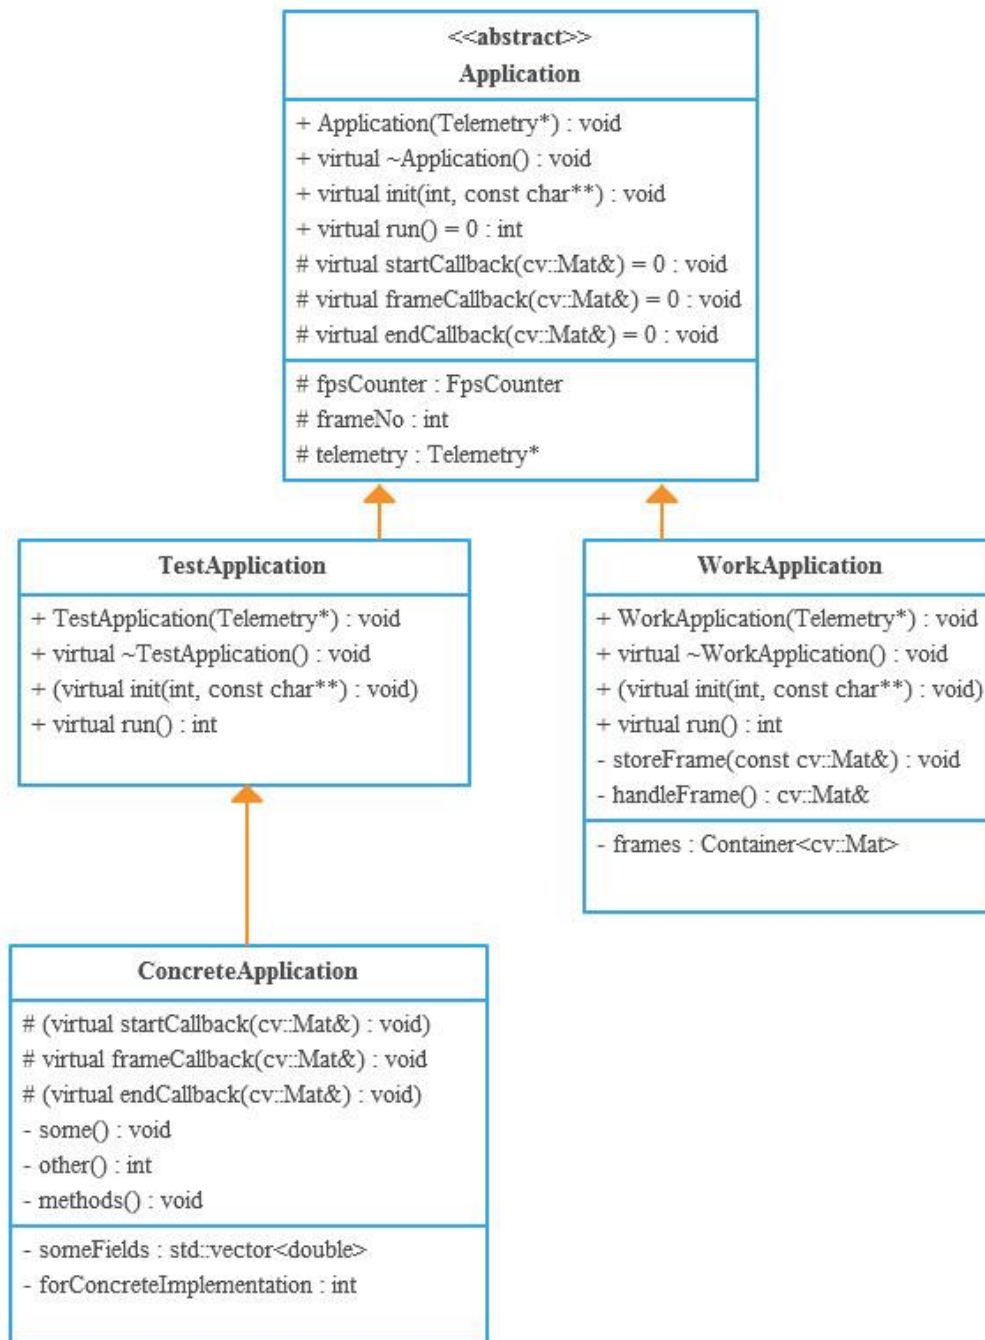 <<abstract>>
Application
+ Application(Telemetry*) : void
+ virtual ~Application() : void
+ virtual init(int, const char**) : void
+ virtual run() = 0 : int
# virtual startCallback(cv::Mat&) = 0 : void
# virtual frameCallback(cv::Mat&) = 0 : void
# virtual endCallback(cv::Mat&) = 0 : void
# fpsCounter : FpsCounter
# frameNo : int
# telemetry : Telemetry*
TestApplication
+ TestApplication(Telemetry*) : void
+ virtual ~TestApplication() : void
+ (virtual init(int, const char**) : void)
+ virtual run() : int
WorkApplication
+ WorkApplication(Telemetry*) : void
+ virtual ~WorkApplication() : void
+ (virtual init(int, const char**) : void)
+ virtual run() : int
- storeFrame(const cv::Mat&) : void
- handleFrame() : cv::Mat&
- frames : Container<cv::Mat>
ConcreteApplication
# (virtual startCallback(cv::Mat&) : void)
# virtual frameCallback(cv::Mat&) : void
# (virtual endCallback(cv::Mat&) : void)
- some() : void
- other() : int
- methods() : void
- someFields : std::vector<double>
- forConcreteImplementation : int